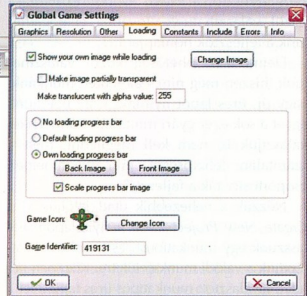 Global Game Settings
Graphics Resolution Other Loading Constants Include Errors Info
Show your own image while loading
Change Image
Make image partially transparent
Make translucent with alpha value: 255
No loading progress bar
Default loading progress bar
Own loading progress bar
Back Image Front Image
Scale progress bar image
Game Icon:
Change Icon
Game Identifier: 419131
OK Cancel